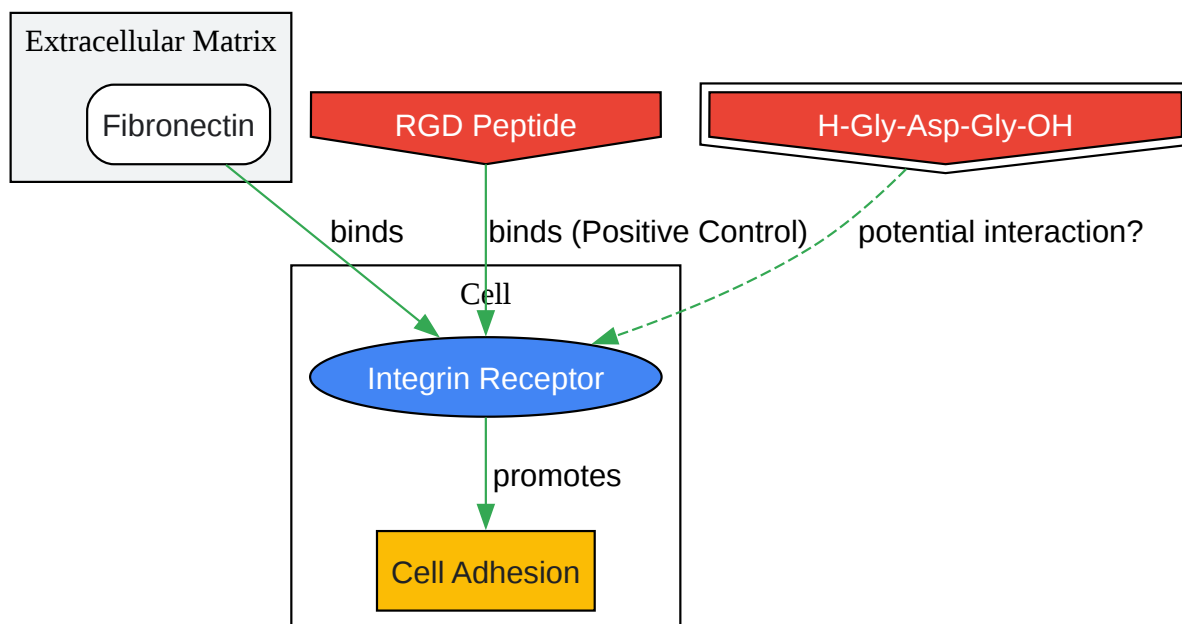 Extracellular Matrix
Fibronectin
RGD Peptide
H-Gly-Asp-Gly-OH
binds
binds (Positive Control)
potential interaction?
Cell
Integrin Receptor
promotes
Cell Adhesion